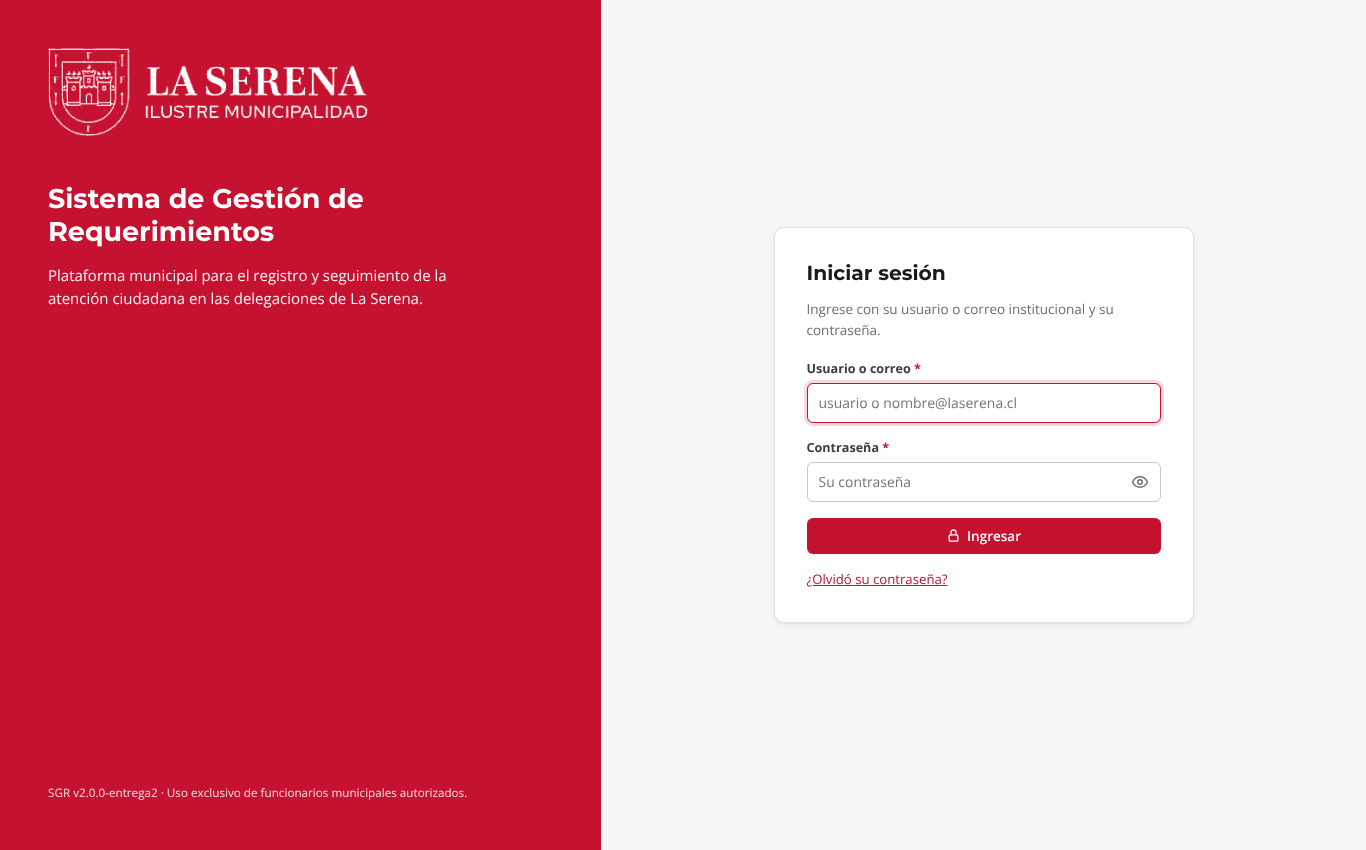 LA SERENA
ILUSTRE MUNICIPALIDAD
Sistema de Gestión de
Requerimientos
Plataforma municipal para el registro y seguimiento de la
atención ciudadana en las delegaciones de La Serena.
SGR v2.0.0-entrega2 · Uso exclusivo de funcionarios municipales autorizados.
Iniciar sesión
Ingrese con su usuario o correo institucional y su
contraseña.
Usuario o correo *
usuario o nombre@laserena.cl
Contraseña *
Su contraseña
Ingresar
¿Olvidó su contraseña?